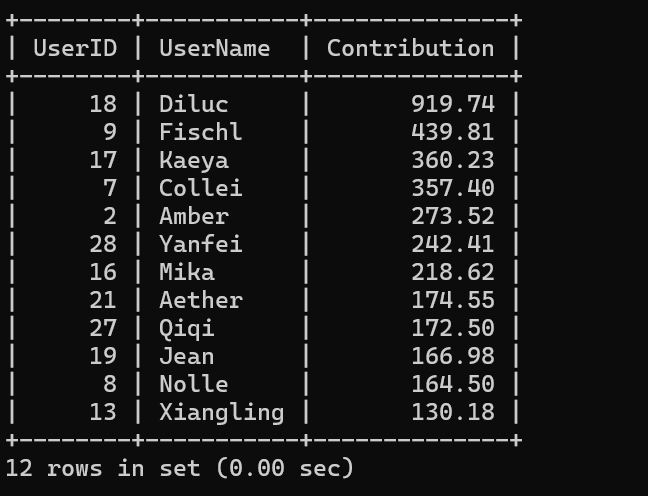 +--------+-----------+--------------+
| UserID | UserName  | Contribution |
+--------+-----------+--------------+
|     18 | Diluc     |       919.74 |
|      9 | Fischl    |       439.81 |
|     17 | Kaeya     |       360.23 |
|      7 | Collei    |       357.40 |
|      2 | Amber     |       273.52 |
|     28 | Yanfei    |       242.41 |
|     16 | Mika      |       218.62 |
|     21 | Aether    |       174.55 |
|     27 | Qiqi      |       172.50 |
|     19 | Jean      |       166.98 |
|      8 | Nolle     |       164.50 |
|     13 | Xiangling |       130.18 |
+--------+-----------+--------------+
12 rows in set (0.00 sec)